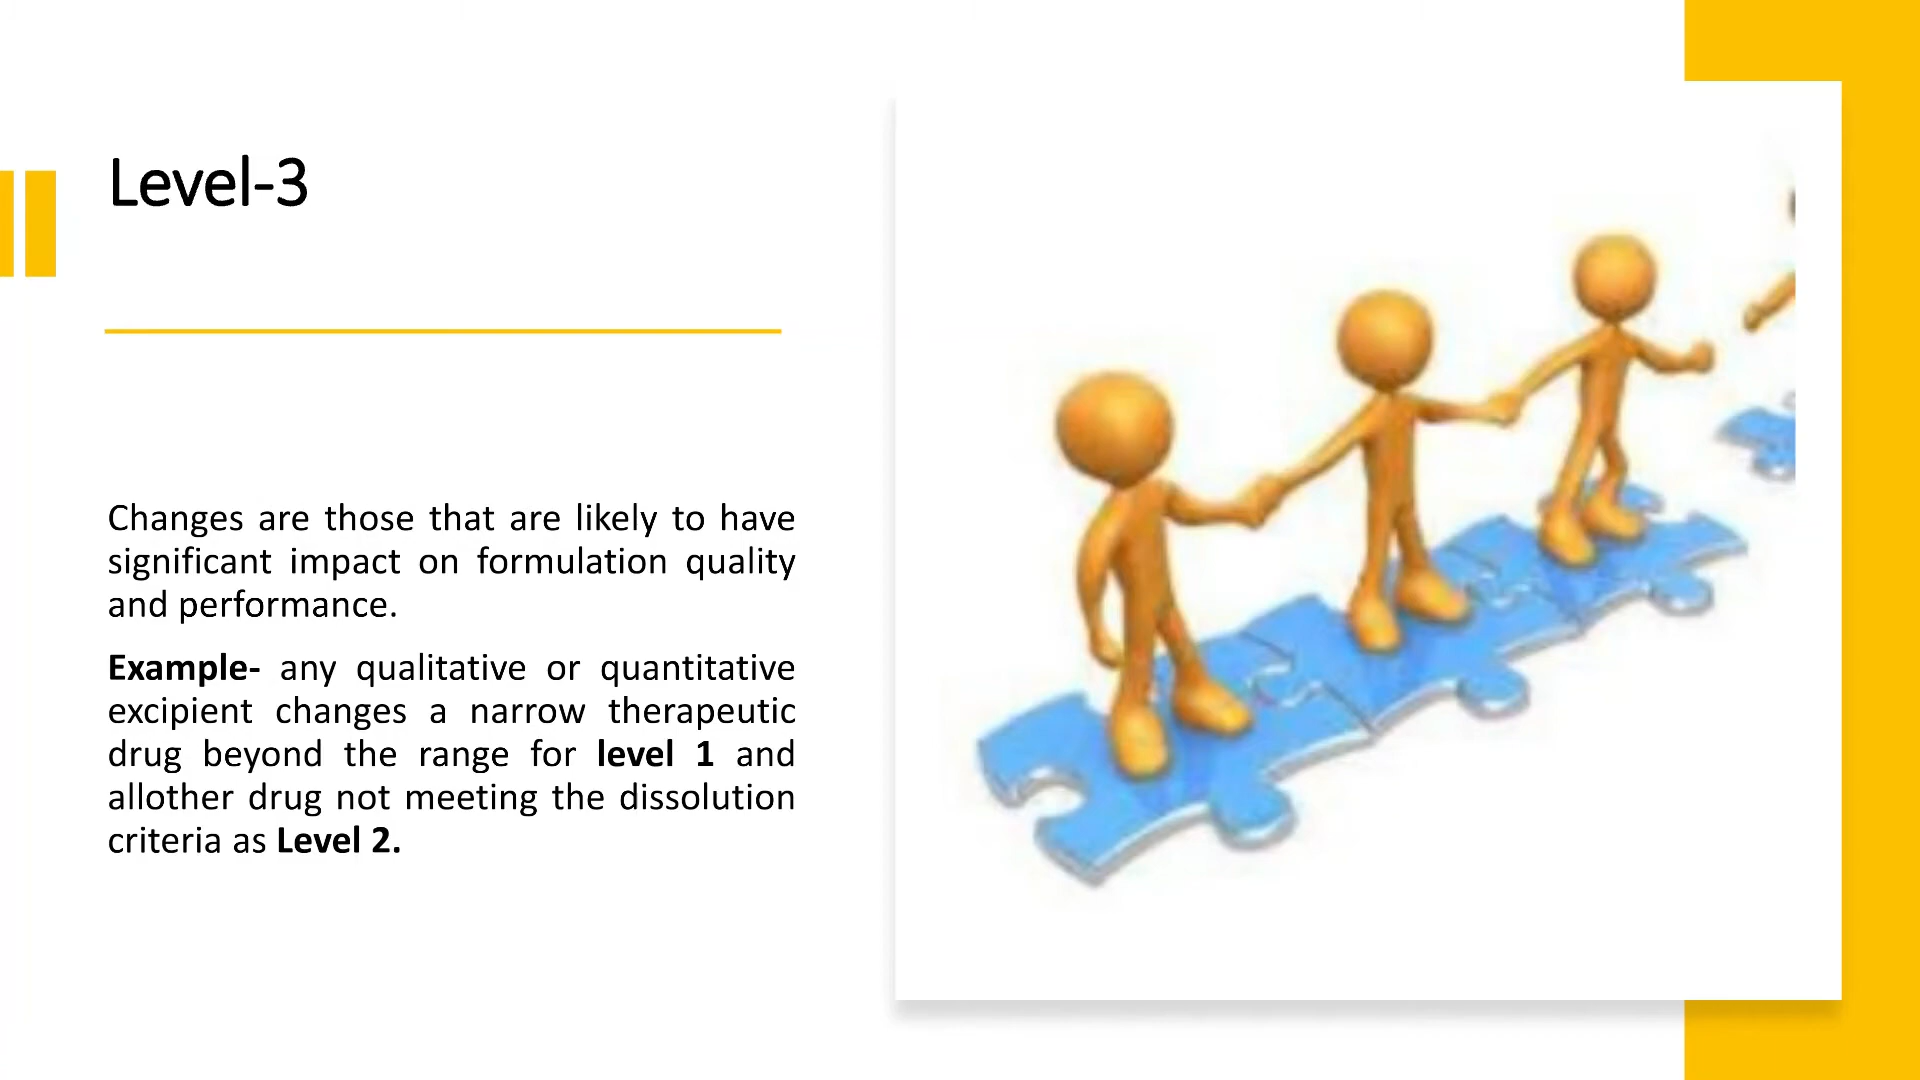 Level-3
Changes are those that are likely to have
significant impact on formulation quality
and performance.
Example- any qualitative or quantitative
excipient changes a narrow therapeutic
drug beyond the range for level 1 and
allother drug not meeting the dissolution
criteria as Level 2.